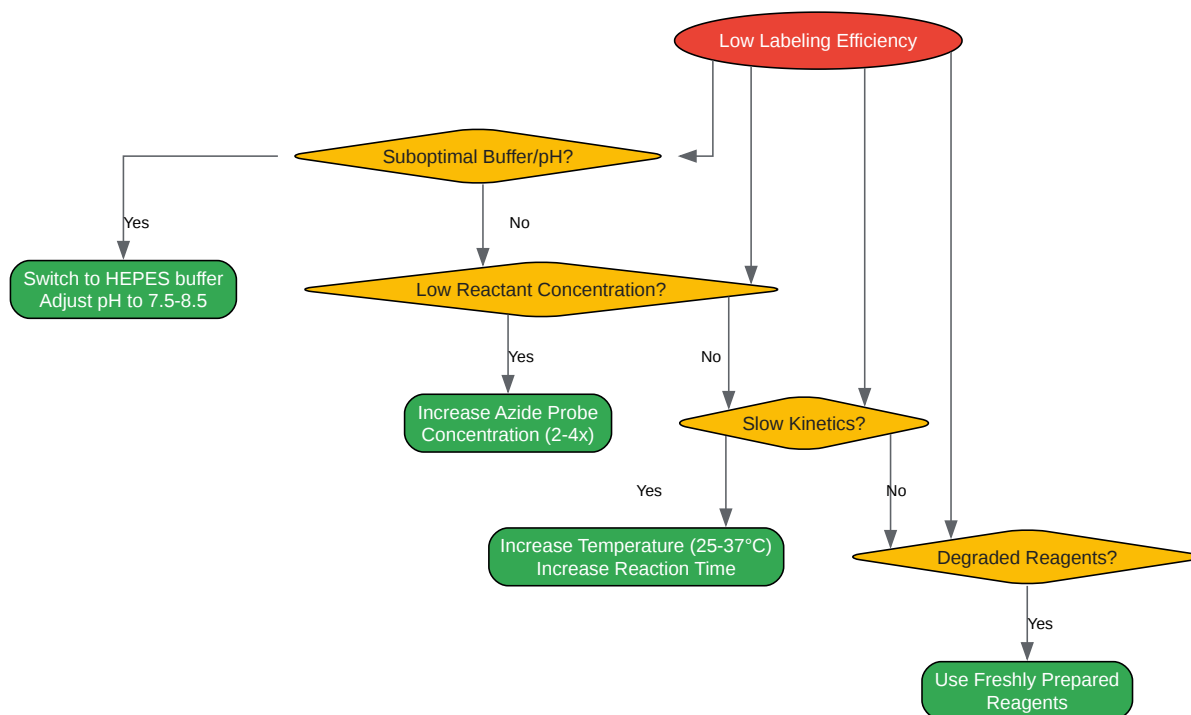 Low Labeling Efficiency
Suboptimal Buffer/pH?
Yes
No
Switch to HEPES buffer
Adjust pH to 7.5-8.5
Low Reactant Concentration?
Yes
No
Increase Azide Probe
Concentration (2-4x)
Slow Kinetics?
Yes
No
Increase Temperature (25-37°C)
Increase Reaction Time
Degraded Reagents?
Yes
Use Freshly Prepared
Reagents